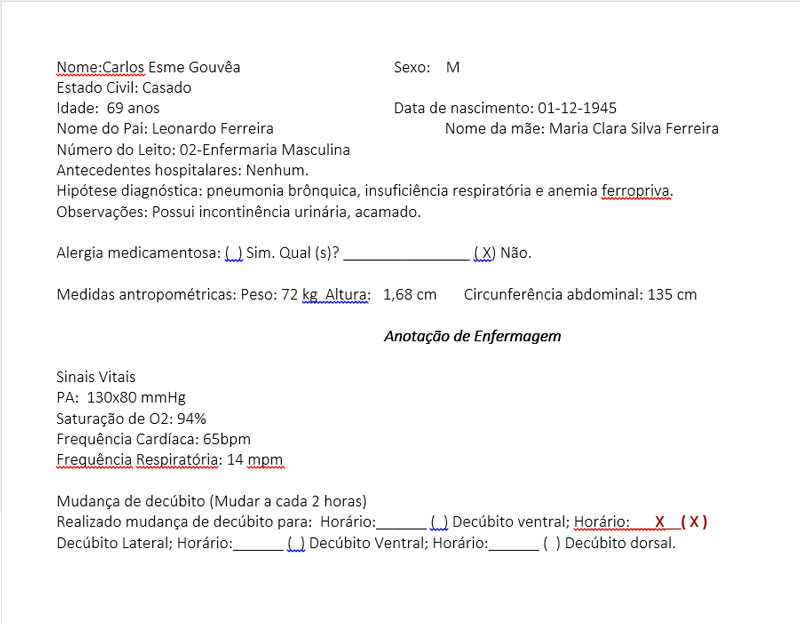 Nome:Carlos Esme Gouvêa Sexo: M
Estado Civil: Casado
Idade: 69 anos Data de nascimento: 01-12-1945
Nome do Pai: Leonardo Ferreira Nome da mãe: Maria Clara Silva Ferreira
Número do Leito: 02-Enfermaria Masculina
Antecedentes hospitalares: Nenhum.
Hipótese diagnóstica: pneumonia brônquica, insuficiência respiratória e anemia ferropriva.
Observações: Possui incontinência urinária, acamado.
Alergia medicamentosa: ( ) Sim. Qual (s)? ________________ ( X) Não.
Medidas antropométricas: Peso: 72 kg Altura: 1,68 cm Circunferência abdominal: 135 cm
Anotação de Enfermagem
Sinais Vitais
PA: 130x80 mmHg
Saturação de O2: 94%
Frequência Cardíaca: 65bpm
Frequência Respiratória: 14 mpm
Mudança de decúbito (Mudar a cada 2 horas)
Realizado mudança de decúbito para: Horário:______ ( ) Decúbito ventral; Horário:___X__( X )
Decúbito Lateral; Horário:______ ( ) Decúbito Ventral; Horário:______ ( ) Decúbito dorsal.